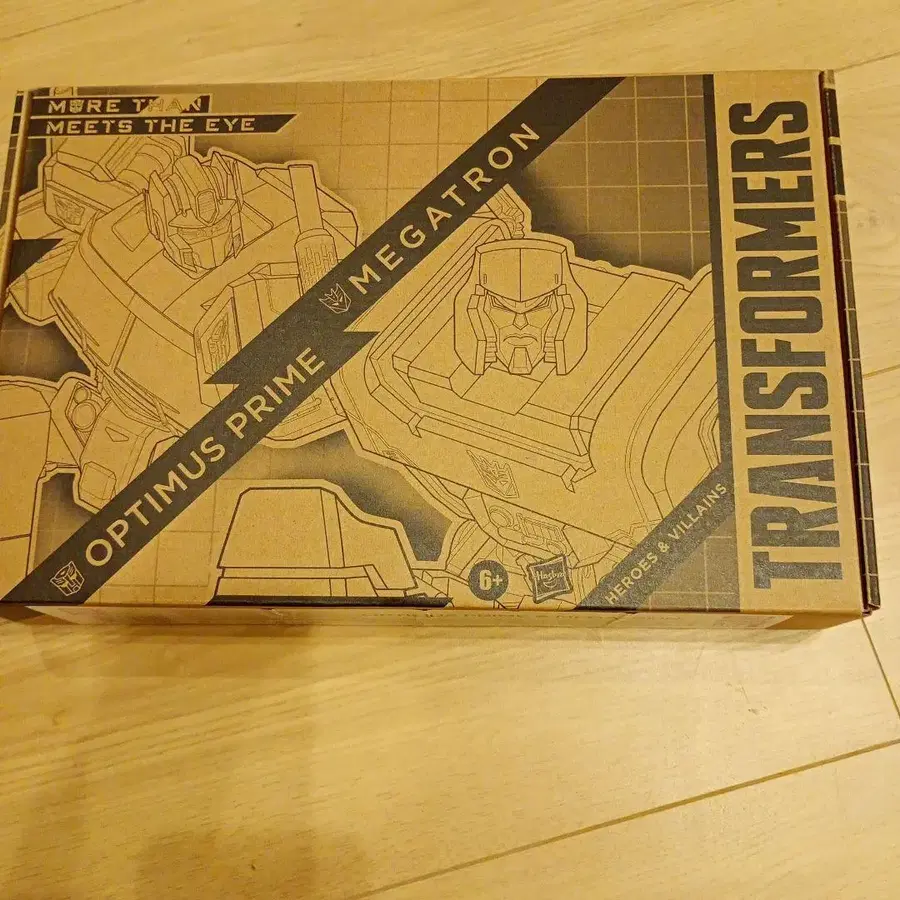 MORE THAN
MEETS THE EYE
MEGATRON
OPTIMUS PRIME
TRANSFORMERS
HEROES & VILLAINS
6+
Hasbro